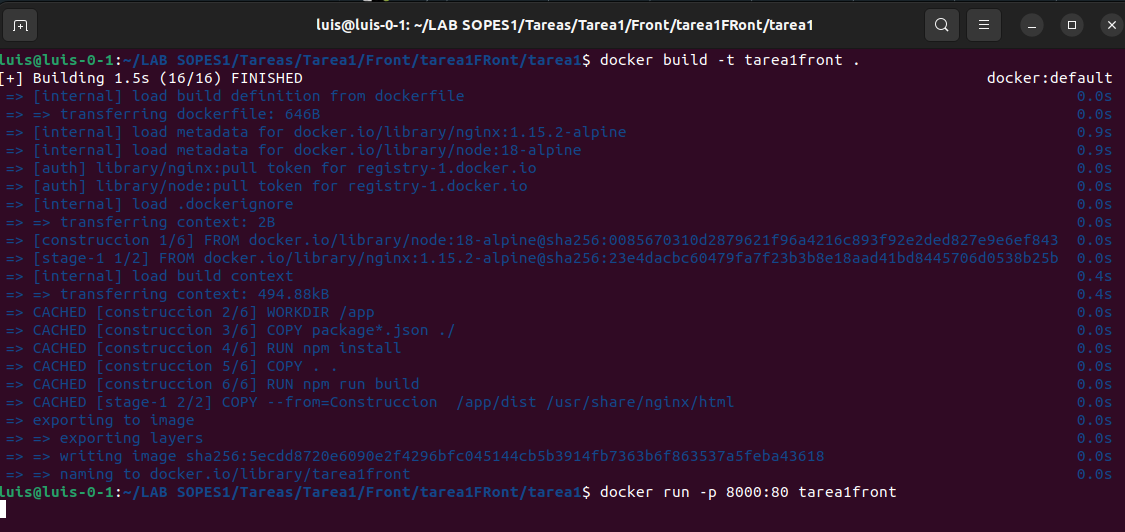 luis@luis-0-1: ~/LAB SOPES1/Tareas/Tarea1/Front/tarea1FRont/tarea1
luis@luis-0-1:~/LAB SOPES1/Tareas/Tarea1/Front/tarea1FRont/tarea1$ docker build -t tarea1front .
[+] Building 1.5s (16/16) FINISHED docker:default
=> [internal] load build definition from dockerfile 0.0s
=> => transferring dockerfile: 646B 0.0s
=> [internal] load metadata for docker.io/library/nginx:1.15.2-alpine 0.9s
=> [internal] load metadata for docker.io/library/node:18-alpine 0.9s
=> [auth] library/nginx:pull token for registry-1.docker.io 0.0s
=> [auth] library/node:pull token for registry-1.docker.io 0.0s
=> [internal] load .dockerignore 0.0s
=> => transferring context: 2B 0.0s
=> [construccion 1/6] FROM docker.io/library/node:18-alpine@sha256:0085670310d2879621f96a4216c893f92e2ded827e9e6ef843 0.0s
=> [stage-1 1/2] FROM docker.io/library/nginx:1.15.2-alpine@sha256:23e4dacbc60479fa7f23b3b8e18aad41bd8445706d0538b25b 0.0s
=> [internal] load build context 0.4s
=> => transferring context: 494.88kB 0.4s
=> CACHED [construccion 2/6] WORKDIR /app 0.0s
=> CACHED [construccion 3/6] COPY package*.json ./ 0.0s
=> CACHED [construccion 4/6] RUN npm install 0.0s
=> CACHED [construccion 5/6] COPY . . 0.0s
=> CACHED [construccion 6/6] RUN npm run build 0.0s
=> CACHED [stage-1 2/2] COPY --from=Construccion  /app/dist /usr/share/nginx/html 0.0s
=> exporting to image 0.0s
=> => exporting layers 0.0s
=> => writing image sha256:5ecdd8720e6090e2f4296bfc045144cb5b3914fb7363b6f863537a5feba43618 0.0s
=> => naming to docker.io/library/tarea1front 0.0s
luis@luis-0-1:~/LAB SOPES1/Tareas/Tarea1/Front/tarea1FRont/tarea1$ docker run -p 8000:80 tarea1front